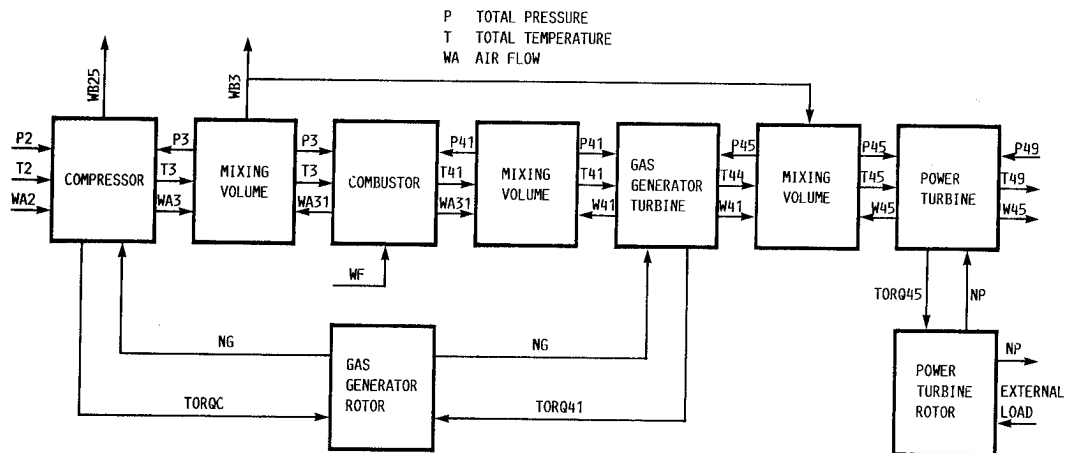 P TOTAL PRESSURE
T TOTAL TEMPERATURE
WA AIR FLOW
WB25
WB3
P2
T2
WA2
COMPRESSOR
P3
T3
WA3
MIXING
VOLUME
P3
T3
WA31
COMBUSTOR
P41
T41
WA31
MIXING
VOLUME
P41
T41
W41
GAS
GENERATOR
TURBINE
P45
T44
W41
MIXING
VOLUME
P45
T45
W45
POWER
TURBINE
P49
T49
W45
WF
TORQ45
NP
NG
GAS
GENERATOR
ROTOR
NG
TORQC
TORQ41
POWER
TURBINE
ROTOR
NP
EXTERNAL
LOAD